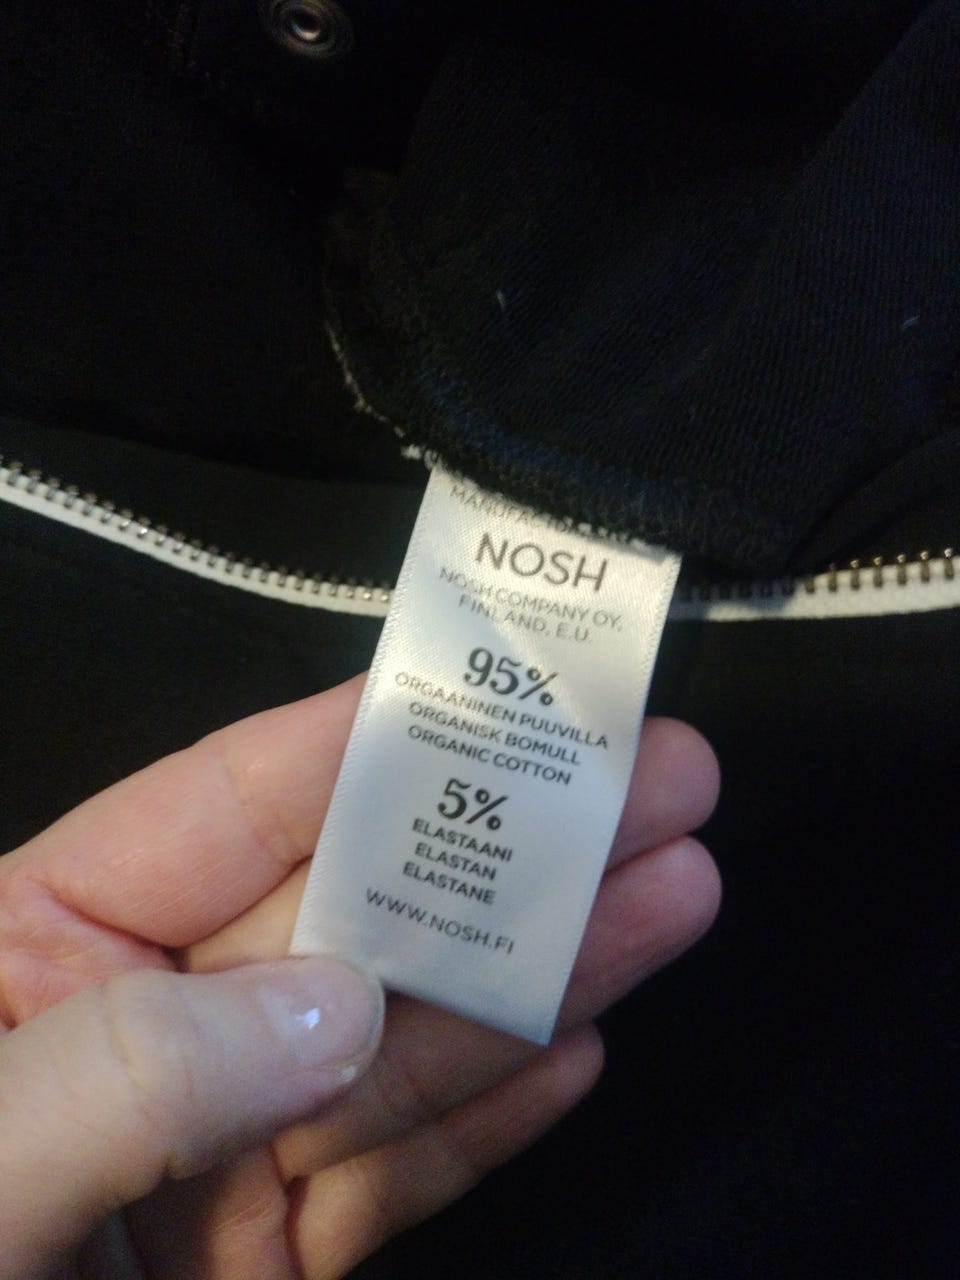 NOSH
NOSH COMPANY OY,
FINLAND, E.U.
95%
ORGAANINEN PUUVILLA
ORGANISK BOMULL
ORGANIC COTTON
5%
ELASTAANI
ELASTAN
ELASTANE
WWW.NOSH.FI